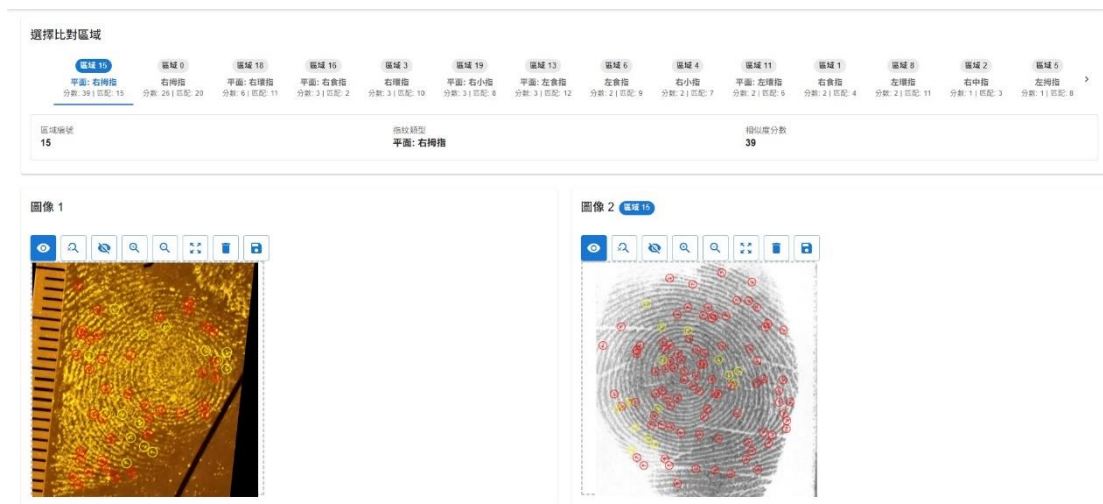 選擇比對區域
區域 15
平面: 右拇指
分數: 39 | 匹配: 15
區域 0
右拇指
分數: 26 | 匹配: 20
區域 18
平面: 右環指
分數: 6 | 匹配: 11
區域 16
平面: 右食指
分數: 3 | 匹配: 2
區域 3
右環指
分數: 3 | 匹配: 10
區域 19
平面: 右小指
分數: 3 | 匹配: 8
區域 13
平面: 左食指
分數: 3 | 匹配: 12
區域 6
左食指
分數: 2 | 匹配: 9
區域 4
右小指
分數: 2 | 匹配: 7
區域 11
平面: 左環指
分數: 2 | 匹配: 5
區域 1
右食指
分數: 2 | 匹配: 4
區域 8
左環指
分數: 2 | 匹配: 11
區域 2
右中指
分數: 1 | 匹配: 3
區域 5
左拇指
分數: 1 | 匹配: 8
區域編號
15
指紋類型
平面: 右拇指
相似度分數
39
圖像 1
圖像 2 區域 15